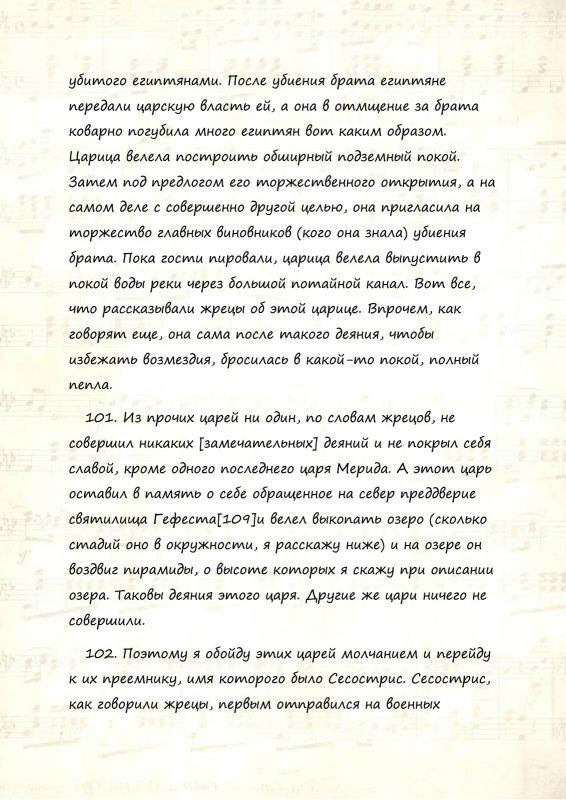 убитого египтянами. После убиения брата египтяне
передали царскую власть ей, а она в отмщение за брата
коварно погубила много египтян вот каким образом.
Царица велела построить обширный подземный покой.
Затем под предлогом его торжественного открытия, а на
самом деле с совершенно другой целью, она пригласила на
торжество главных виновников (кого она знала) убиения
брата. Пока гости пировали, царица велела выпустить в
покой воды реки через большой потайной канал. Вот все,
что рассказывали жрецы об этой царице. Впрочем, как
говорят еще, она сама после такого деяния, чтобы
избежать возмездия, бросилась в какой-то покой, полный
пепла.
101. Из прочих царей ни один, по словам жрецов, не
совершил никаких [замечательных] деяний и не покрыл себя
славой, кроме одного последнего царя Мерида. А этот царь
оставил в память о себе обращенное на север преддверие
святилища Гефеста[109]и велел выкопать озеро (сколько
стадий оно в окружности, я расскажу ниже) и на озере он
воздвиг пирамиды, о высоте которых я скажу при описании
озера. Таковы деяния этого царя. Другие же цари ничего не
совершили.
102. Поэтому я обойду этих царей молчанием и перейду
к их преемнику, имя которого было Сесострис. Сесострис,
как говорили жрецы, первым отправился на военных